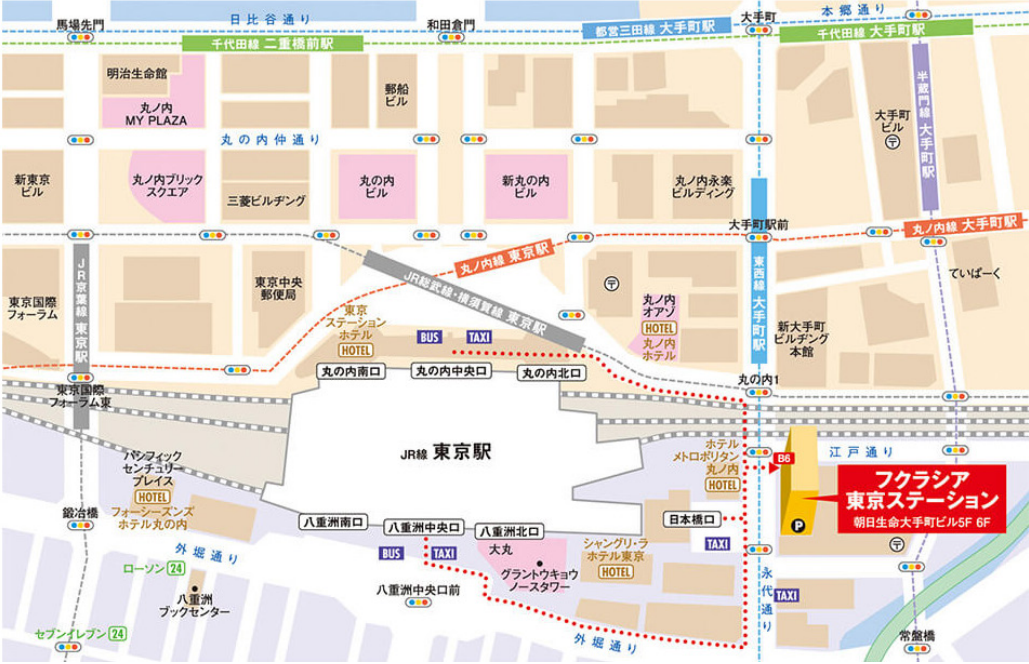 日比谷通り
本郷通り
馬場先門
和田倉門
大手町
都営三田線 大手町駅
千代田線 二重橋前駅
千代田線 大手町駅
半蔵門線 大手町駅
明治生命館
丸ノ内
MY PLAZA
郵船
ビル
大手町
ビル
〒
丸の内仲通り
新東京
ビル
丸ノ内ブリック
スクエア
三菱ビルヂング
丸の内
ビル
新丸の内
ビル
丸ノ内永楽
ビルディング
大手町駅前
丸ノ内線 大手町駅
丸ノ内線 東京駅
JR総武線・横須賀線 東京駅
JR京葉線 東京駅
東西線 大手町駅
東京国際
フォーラム
東京中央
郵便局
〒
ていぱーく
東京
ステーション
ホテル
HOTEL
BUS
TAXI
丸ノ内
オアゾ
HOTEL
丸ノ内
ホテル
新大手町
ビルヂング
本館
丸の内南口
丸の内中央口
丸の内北口
丸の内1
東京国際
フォーラム東
JR線 東京駅
パシフィック
センチュリー
プレイス
HOTEL
フォーシーズンズ
ホテル丸の内
ホテル
メトロポリタン
丸ノ内
HOTEL
B6
江戸通り
フクラシア
東京ステーション
朝日生命大手町ビル5F 6F
P
鍛冶橋
八重洲南口
八重洲中央口
八重洲北口
日本橋口
外堀通り
BUS
TAXI
大丸
グラントウキョウ
ノースタワー
シャングリ・ラ
ホテル東京
HOTEL
TAXI
〒
ローソン 24
八重洲
ブックセンター
八重洲中央口前
永代通り
TAXI
セブンイレブン 24
外堀通り
常盤橋